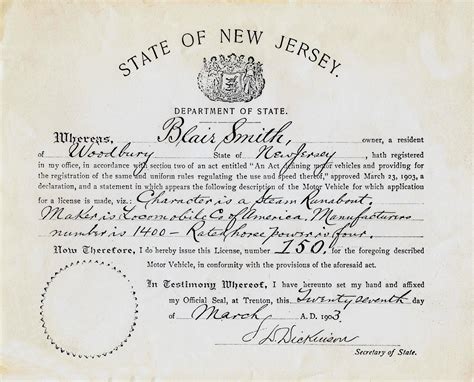 STATE OF NEW JERSEY.
DEPARTMENT OF STATE.
Whereas, Blair Smith, owner, a resident
of Woodbury State of New Jersey, hath registered
in my office, in accordance with section two of an act entitled "An Act defining motor vehicles and providing for
the registration of the same and uniform rules regulating the use and speed thereof," approved March 23, 1903, a
declaration, and a statement in which appears the following description of the Motor Vehicle for which application
for a license is made, viz.: Character is a Steam Runabout.
Maker is Locomobile Co. of America. Manufacturers
number is 1400 - Rated horse power is four.
Now Therefore, I do hereby issue this License, number 150, for the foregoing described
Motor Vehicle, in conformity with the provisions of the aforesaid act.
In Testimony Whereof, I have hereunto set my hand and affixed
my Official Seal, at Trenton, this Twenty seventh day
of March A.D. 1903.
S.D. Dickinson
Secretary of State.